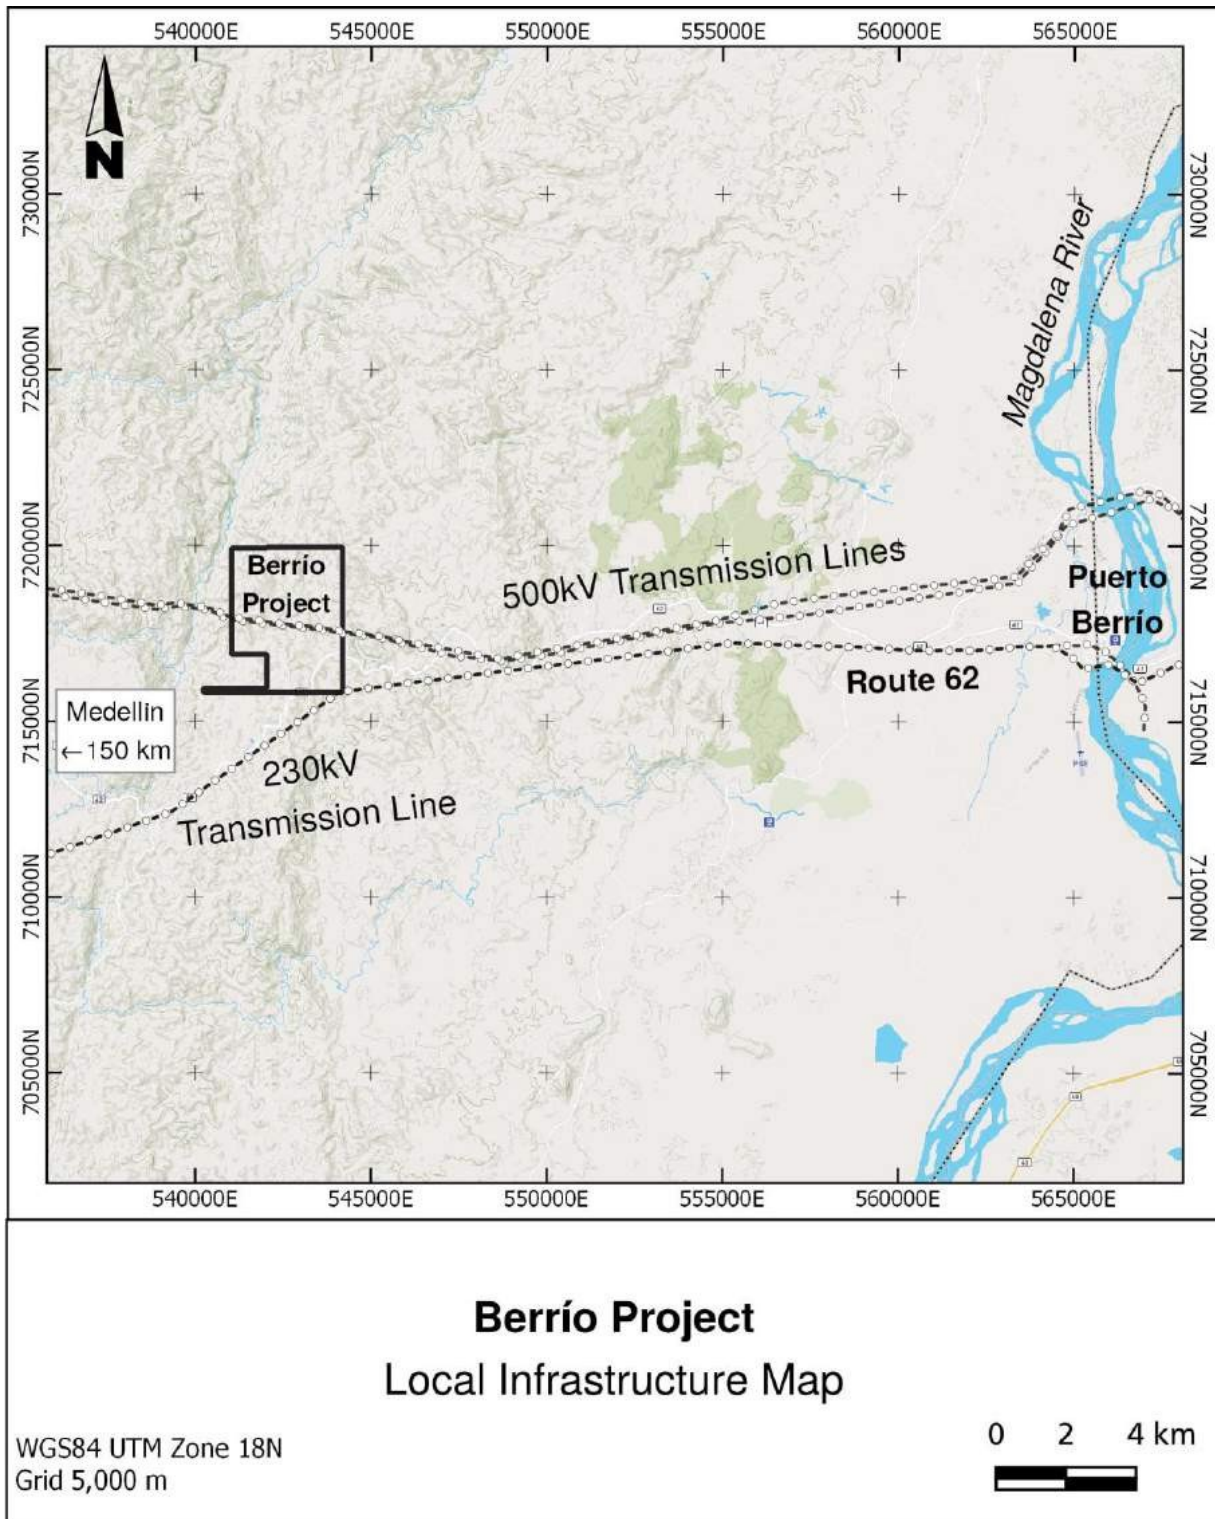 540000E 545000E 550000E 555000E 560000E 565000E
N
730000N
730000N
Magdalena River
725000N
725000N
720000N
720000N
Berrío
Project
500kV Transmission Lines
Puerto
Berrío
62
Route 62
715000N
715000N
Medellin
←150 km
230kV
Transmission Line
710000N
710000N
705000N
705000N
540000E 545000E 550000E 555000E 560000E 565000E
Berrío Project
Local Infrastructure Map
WGS84 UTM Zone 18N
Grid 5,000 m
0 2 4 km